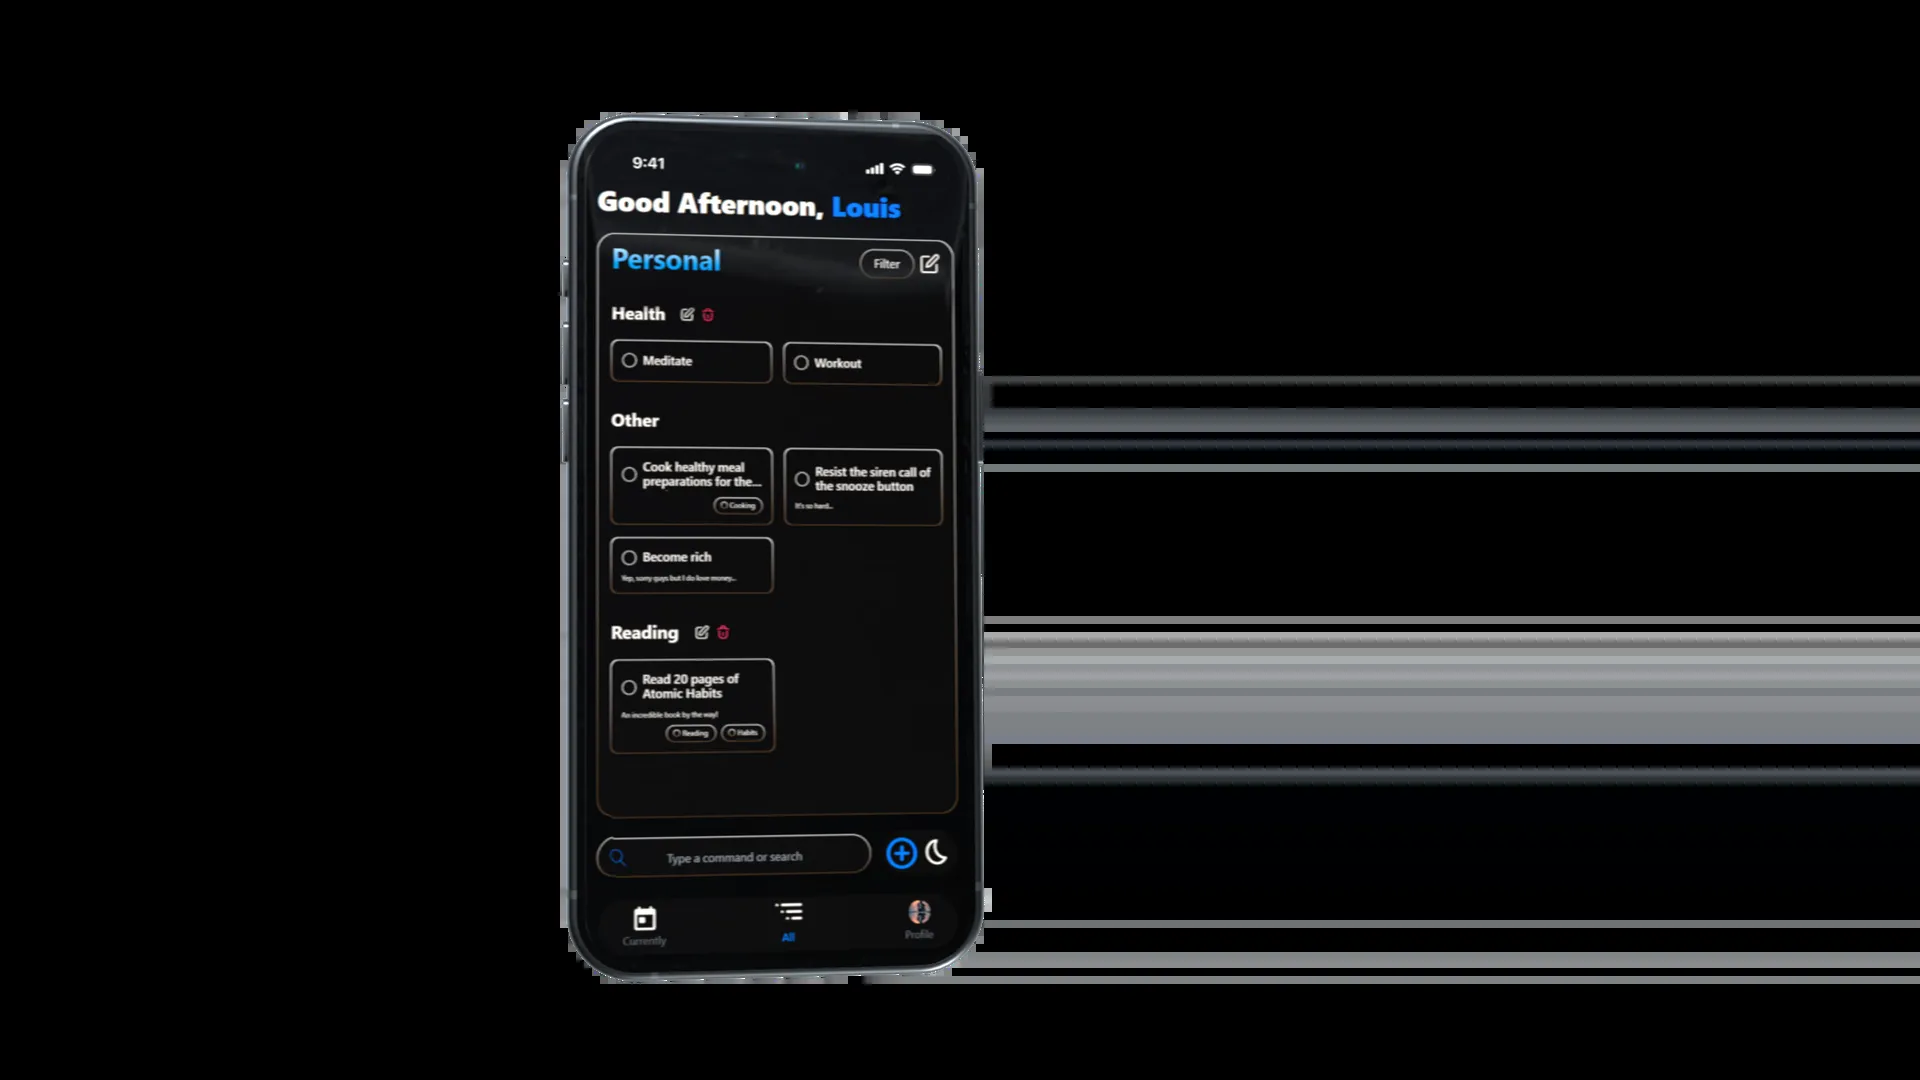 9:41
Good Afternoon, Louis
Personal
Filter
Health
Meditate
Workout
Other
Cook healthy meal
preparations for the...
Cooking
Resist the siren call of
the snooze button
It's so hard...
Become rich
Yep, sorry guys but I do love money...
Reading
Read 20 pages of
Atomic Habits
An incredible book by the way!
Reading
Habits
Type a command or search
Currently
All
Profile